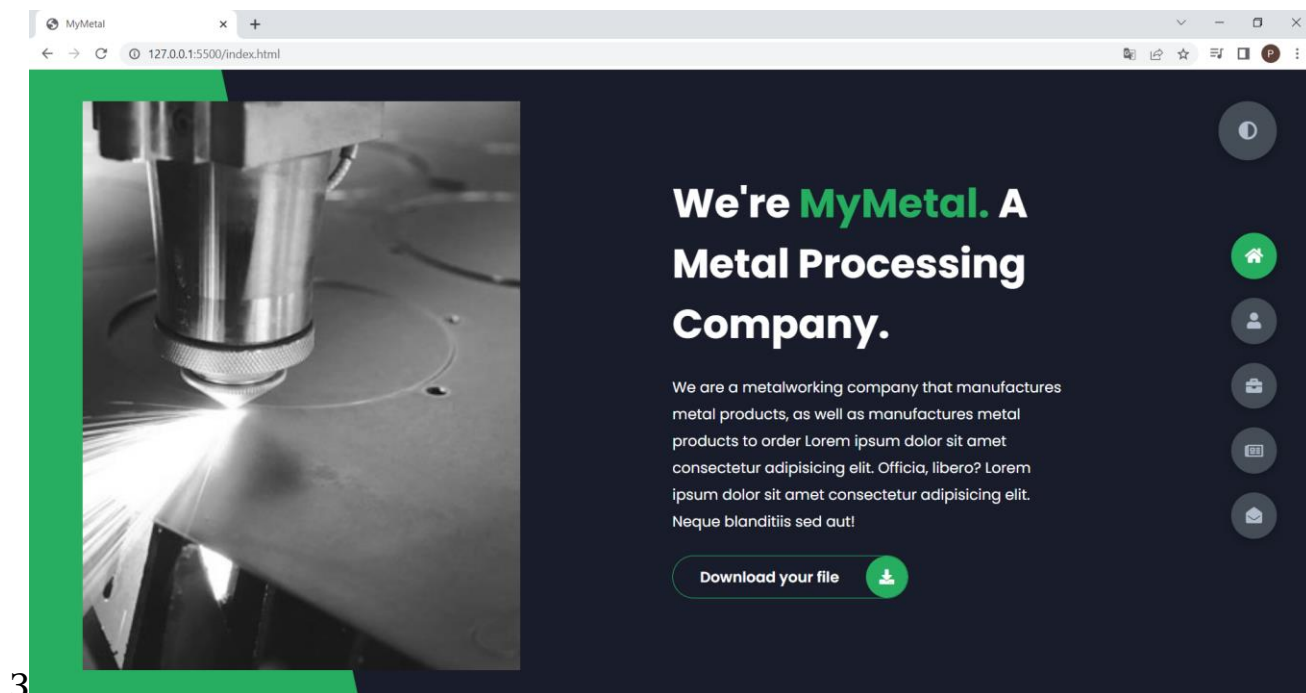 MyMetal
127.0.0.1:5500/index.html
P
We're MyMetal. A
Metal Processing
Company.
We are a metalworking company that manufactures
metal products, as well as manufactures metal
products to order Lorem ipsum dolor sit amet
consectetur adipisicing elit. Officia, libero? Lorem
ipsum dolor sit amet consectetur adipisicing elit.
Neque blanditiis sed aut!
Download your file
3